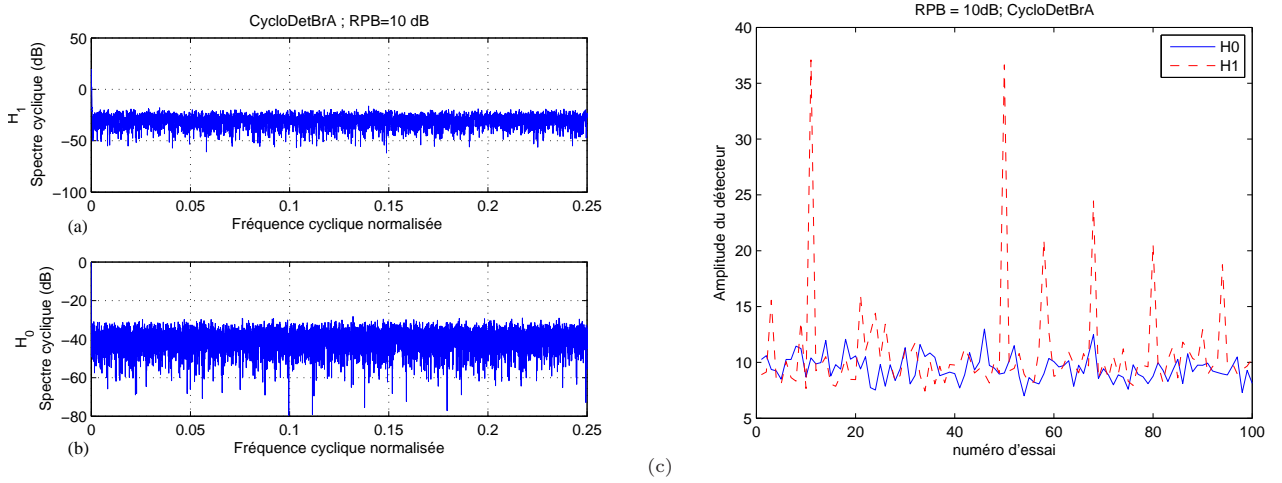 CycloDetBrA ; RPB=10 dB
H1
Spectre cyclique (dB)
50
0
−50
−100
0
0.05
0.1
0.15
0.2
0.25
Fréquence cyclique normalisée
(a)
H0
Spectre cyclique (dB)
0
−20
−40
−60
−80
0
0.05
0.1
0.15
0.2
0.25
Fréquence cyclique normalisée
(b)
RPB = 10dB; CycloDetBrA
Amplitude du détecteur
40
35
30
25
20
15
10
5
0
20
40
60
80
100
numéro d'essai
H0
H1
(c)